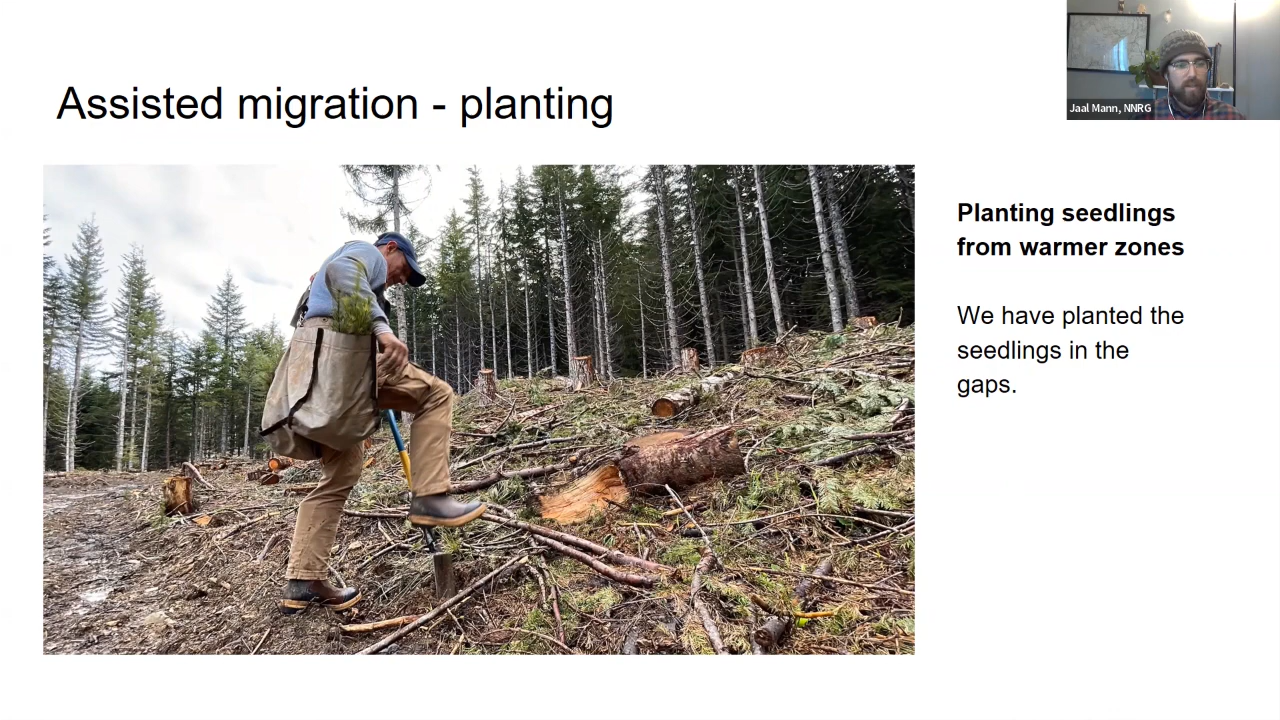 Assisted migration - planting
Jaal Mann, NNRG
Planting seedlings
from warmer zones
We have planted the
seedlings in the
gaps.